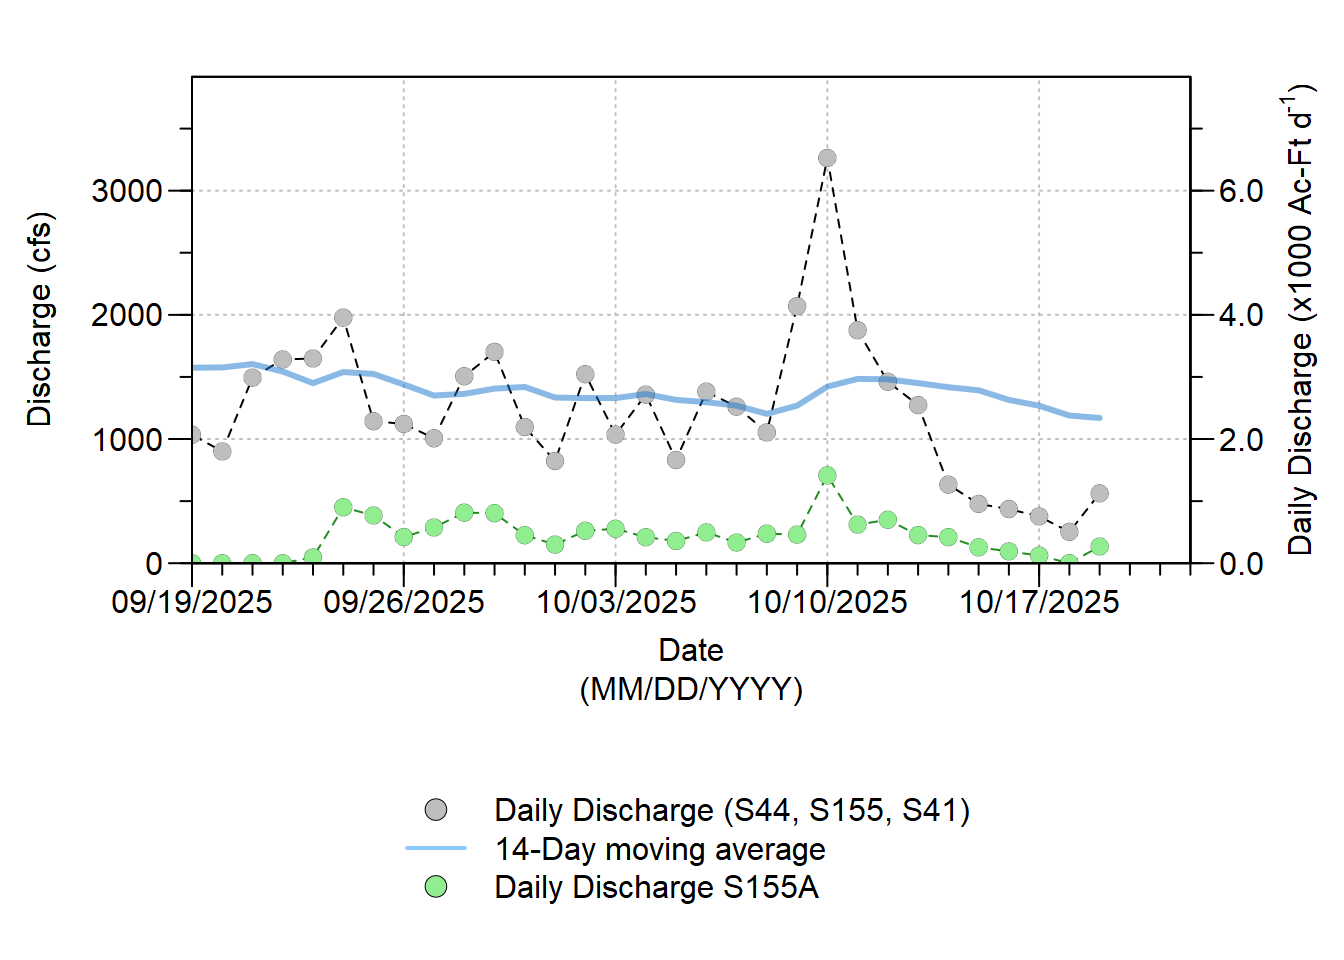 Discharge (cfs)
3000
2000
1000
0
6.0
4.0
2.0
0.0
Daily Discharge (x1000 Ac-Ft d-1)
09/19/2025 09/26/2025 10/03/2025 10/10/2025 10/17/2025
Date
(MM/DD/YYYY)
Daily Discharge (S44, S155, S41)
14-Day moving average
Daily Discharge S155A